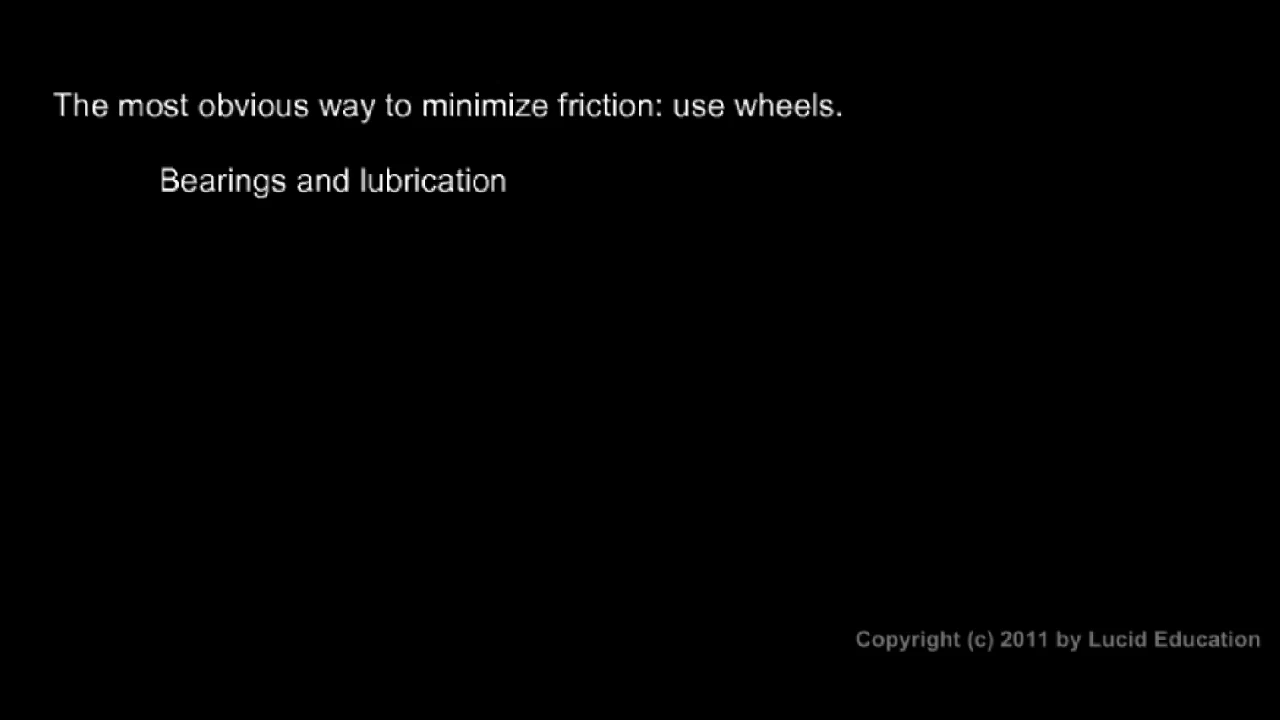 The most obvious way to minimize friction: use wheels.
Bearings and lubrication
Copyright (c) 2011 by Lucid Education